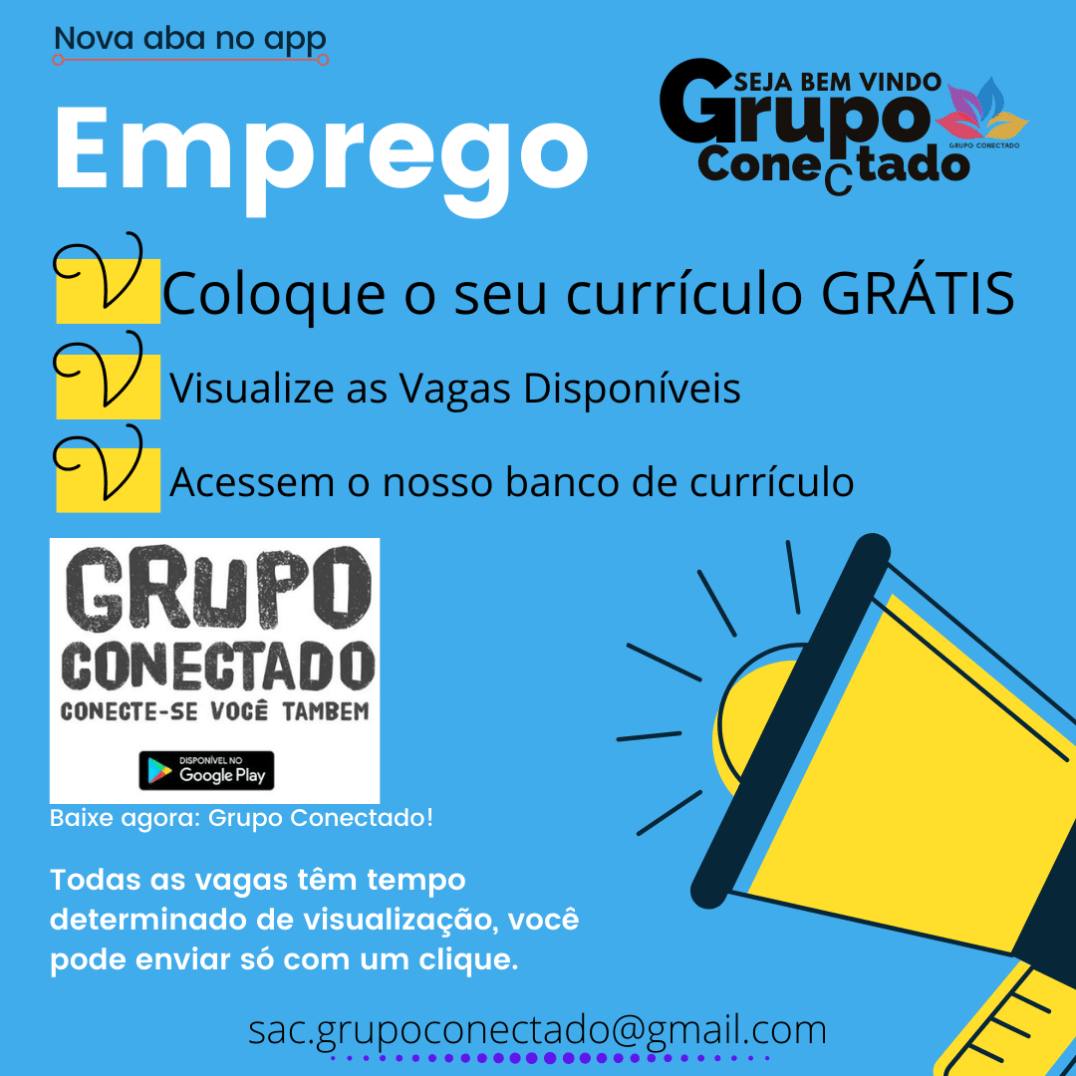 Nova aba no app
Emprego
SEJA BEM VINDO
Grupo
Conectado
GRUPO CONECTADO
Coloque o seu currículo GRÁTIS
Visualize as Vagas Disponíveis
Acessem o nosso banco de currículo
GRUPO
CONECTADO
CONECTE-SE VOCÊ TAMBEM
DISPONÍVEL NO
Google Play
Baixe agora: Grupo Conectado!
Todas as vagas têm tempo
determinado de visualização, você
pode enviar só com um clique.
sac.grupoconectado@gmail.com